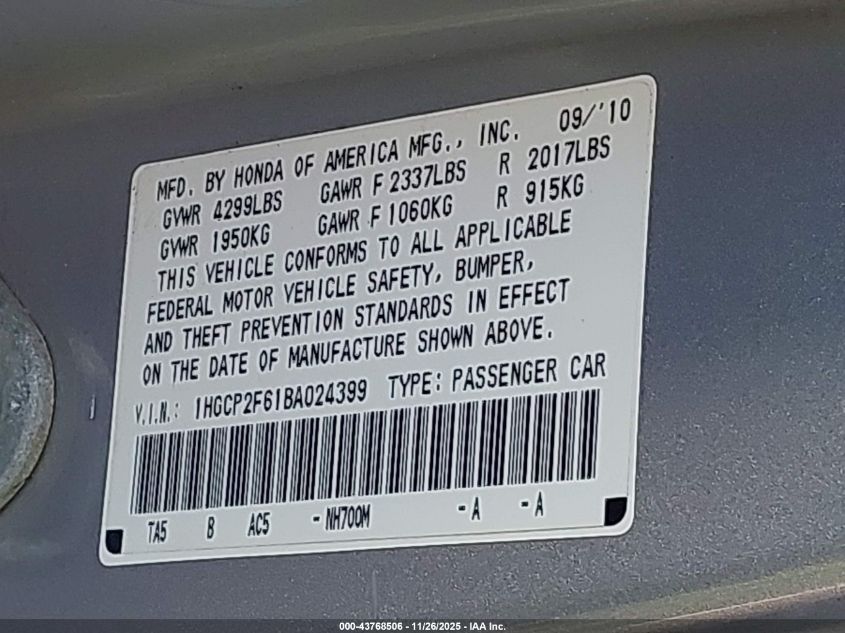 09/'10
MFD. BY HONDA OF AMERICA MFG., INC.
GVWR 4299LBS GAWR F 2337LBS R 2017LBS
GVWR 1950KG GAWR F 1060KG R 915KG
THIS VEHICLE CONFORMS TO ALL APPLICABLE
FEDERAL MOTOR VEHICLE SAFETY, BUMPER,
AND THEFT PREVENTION STANDARDS IN EFFECT
ON THE DATE OF MANUFACTURE SHOWN ABOVE.
V.I.N.: 1HGCP2F61BA024399 TYPE: PASSENGER CAR
TA5 B AC5 -NH700M -A -A
000-43768506 - 11/26/2025 - IAA Inc.